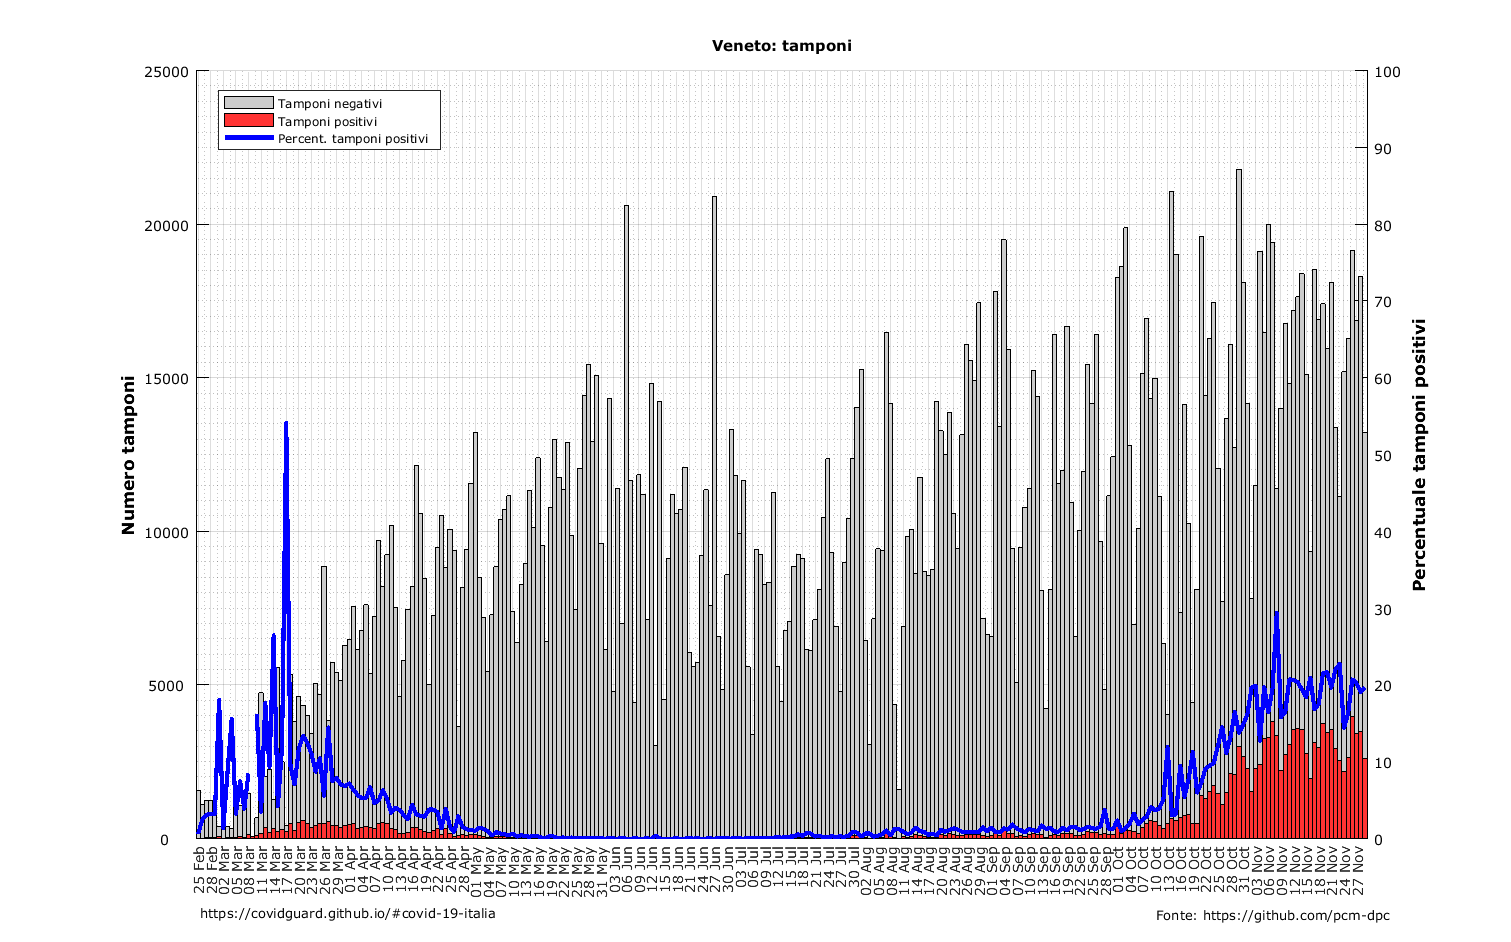 Veneto: tamponi
25000
20000
15000
10000
5000
0
100
90
80
70
60
50
40
30
20
10
0
Tamponi negativi
Tamponi positivi
Percent. tamponi positivi
Numero tamponi
Percentuale tamponi positivi
25 Feb
28 Feb
02 Mar
05 Mar
08 Mar
11 Mar
14 Mar
17 Mar
20 Mar
23 Mar
26 Mar
29 Mar
01 Apr
04 Apr
07 Apr
10 Apr
13 Apr
16 Apr
19 Apr
22 Apr
25 Apr
28 Apr
01 May
04 May
07 May
10 May
13 May
16 May
19 May
22 May
25 May
28 May
31 May
03 Jun
06 Jun
09 Jun
12 Jun
15 Jun
18 Jun
21 Jun
24 Jun
27 Jun
30 Jun
03 Jul
06 Jul
09 Jul
12 Jul
15 Jul
18 Jul
21 Jul
24 Jul
27 Jul
30 Jul
02 Aug
05 Aug
08 Aug
11 Aug
14 Aug
17 Aug
20 Aug
23 Aug
26 Aug
29 Aug
01 Sep
04 Sep
07 Sep
10 Sep
13 Sep
16 Sep
19 Sep
22 Sep
25 Sep
28 Sep
01 Oct
04 Oct
07 Oct
10 Oct
13 Oct
16 Oct
19 Oct
22 Oct
25 Oct
28 Oct
31 Oct
03 Nov
06 Nov
09 Nov
12 Nov
15 Nov
18 Nov
21 Nov
24 Nov
27 Nov
https://covidguard.github.io/#covid-19-italia
Fonte: https://github.com/pcm-dpc